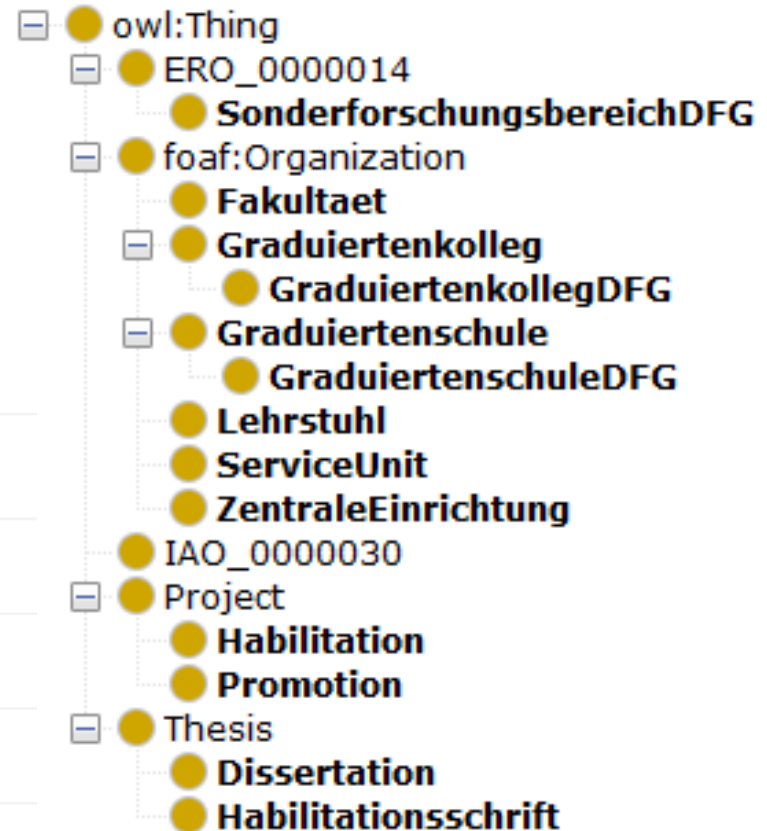 owl:Thing
ERO_0000014
SonderforschungsbereichDFG
foaf:Organization
Fakultaet
Graduiertenkolleg
GraduiertenkollegDFG
Graduiertenschule
GraduiertenschuleDFG
Lehrstuhl
ServiceUnit
ZentraleEinrichtung
IAO_0000030
Project
Habilitation
Promotion
Thesis
Dissertation
Habilitationsschrift